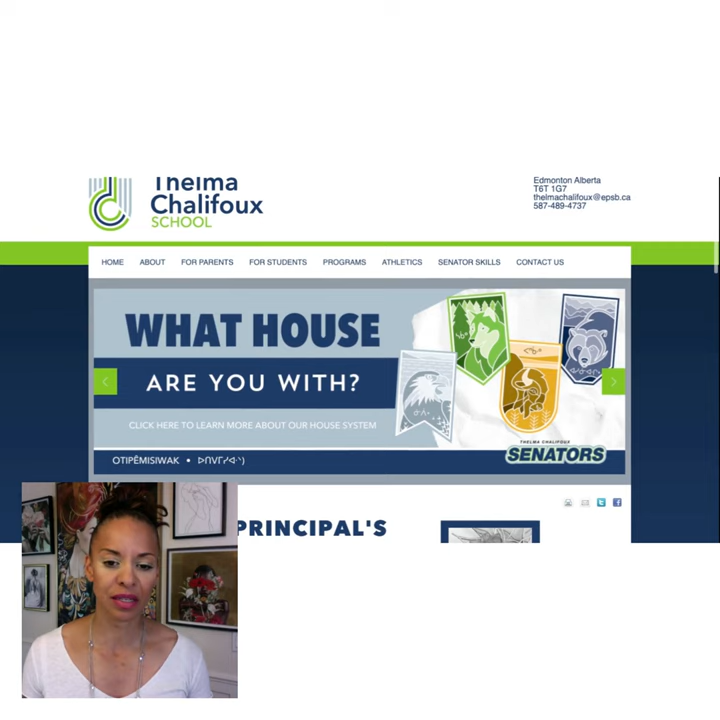 Thelma
Chalifoux
SCHOOL
Edmonton Alberta
T6T 1G7
thelmachalifoux@epsb.ca
587-489-4737
HOME ABOUT FOR PARENTS FOR STUDENTS PROGRAMS ATHLETICS SENATOR SKILLS CONTACT US
WHAT HOUSE
ARE YOU WITH?
CLICK HERE TO LEARN MORE ABOUT OUR HOUSE SYSTEM
THELMA CHALIFOUX
SENATORS
OTIPÊMISIWAK •
PRINCIPAL'S